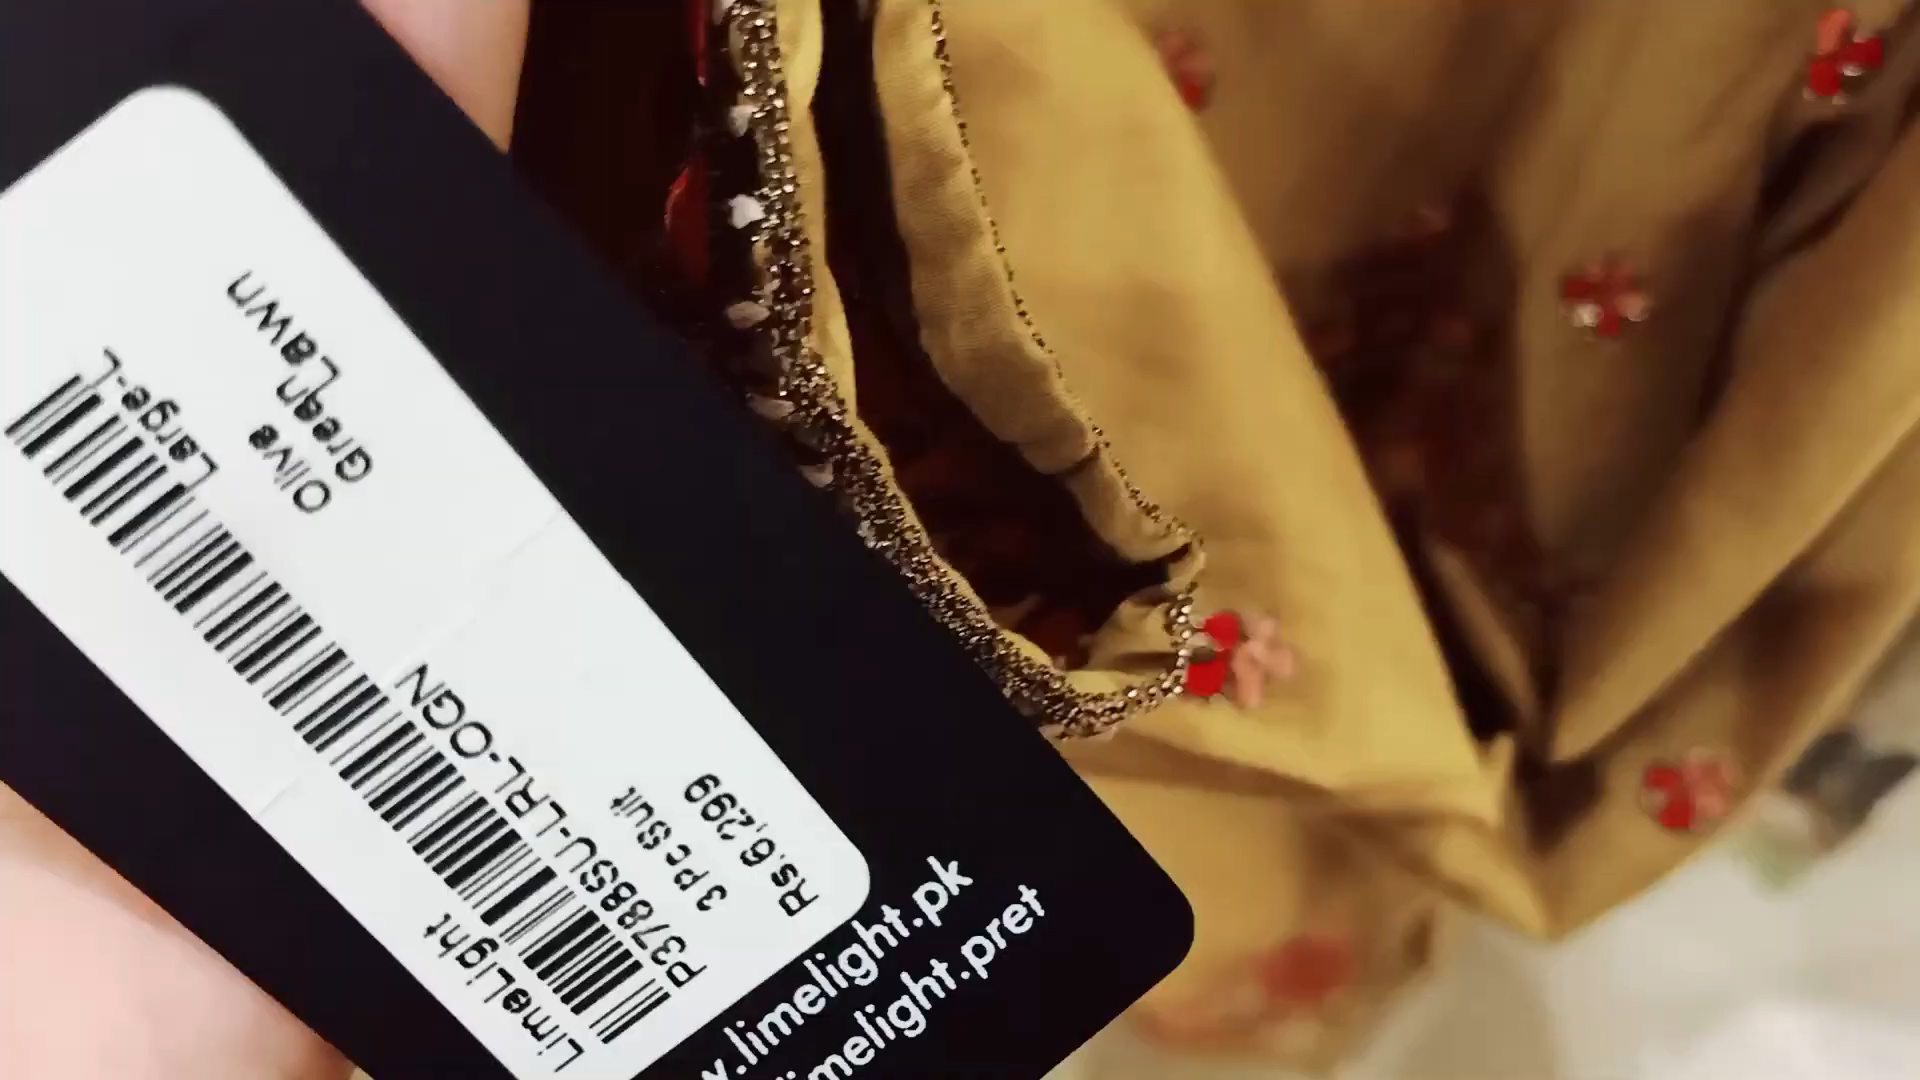 LimeLight
P3788SU-LRL-OGN
3 Pc Suit
Rs.6,299
Large-L
Olive
Green
Lawn
.limelight.pk
limelight.pret